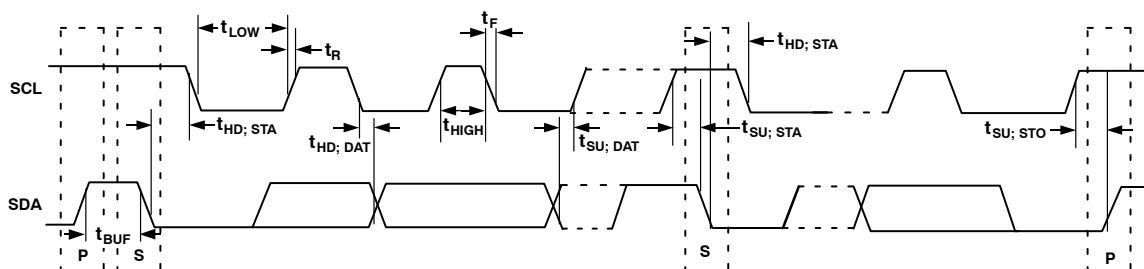 tLOW
tF
tHD; STA
tR
SCL
tHD; STA
tHD; DAT
tHIGH
tSU; DAT
tSU; STA
tSU; STO
SDA
tBUF
P
S
S
P